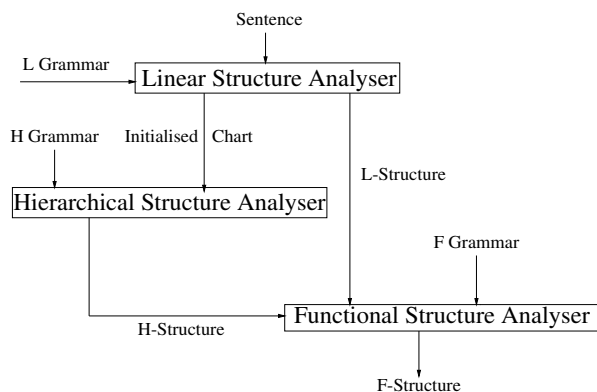 Sentence
L Grammar
Linear Structure Analyser
H Grammar
Initialised Chart
L-Structure
Hierarchical Structure Analyser
F Grammar
Functional Structure Analyser
H-Structure
F-Structure